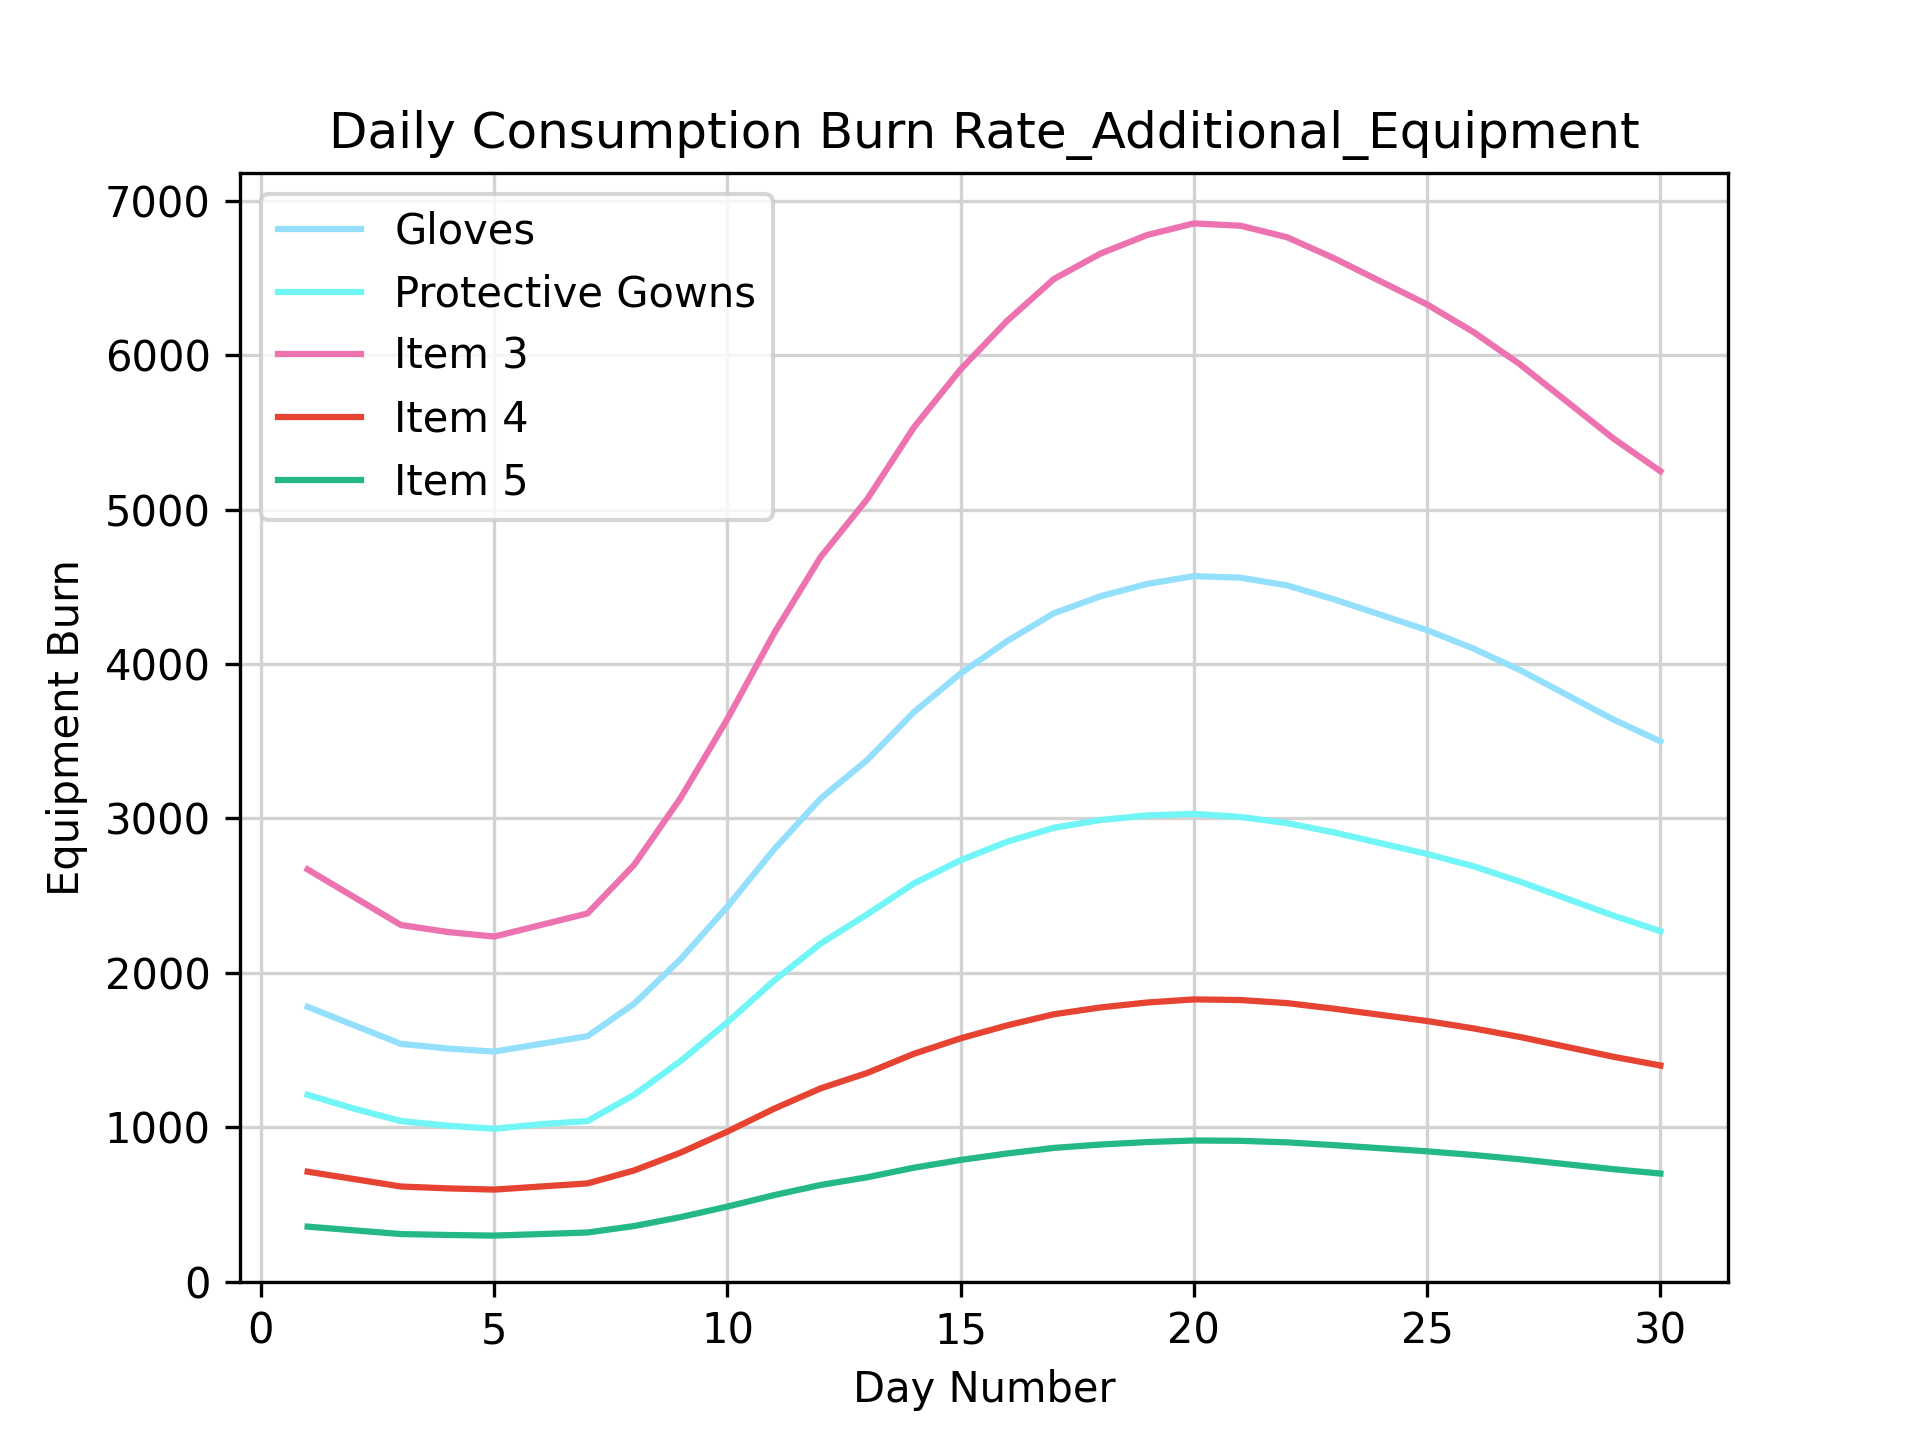 Daily Consumption Burn Rate_Additional_Equipment
7000
6000
5000
4000
3000
2000
1000
0
Equipment Burn
Gloves
Protective Gowns
Item 3
Item 4
Item 5
0 5 10 15 20 25 30
Day Number